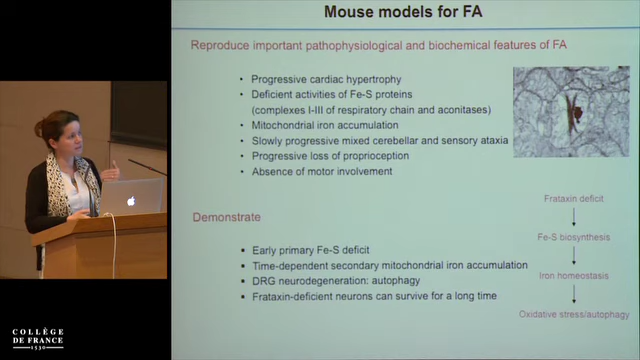 Mouse models for FA
Reproduce important pathophysiological and biochemical features of FA
• Progressive cardiac hypertrophy
• Deficient activities of Fe-S proteins
(complexes I-III of respiratory chain and aconitases)
• Mitochondrial iron accumulation
• Slowly progressive mixed cerebellar and sensory ataxia
• Progressive loss of proprioception
• Absence of motor involvement
Demonstrate
• Early primary Fe-S deficit
• Time-dependent secondary mitochondrial iron accumulation
• DRG neurodegeneration: autophagy
• Frataxin-deficient neurons can survive for a long time
Frataxin deficit
Fe-S biosynthesis
Iron homeostasis
Oxidative stress/autophagy
COLLÈGE
DE FRANCE
1530